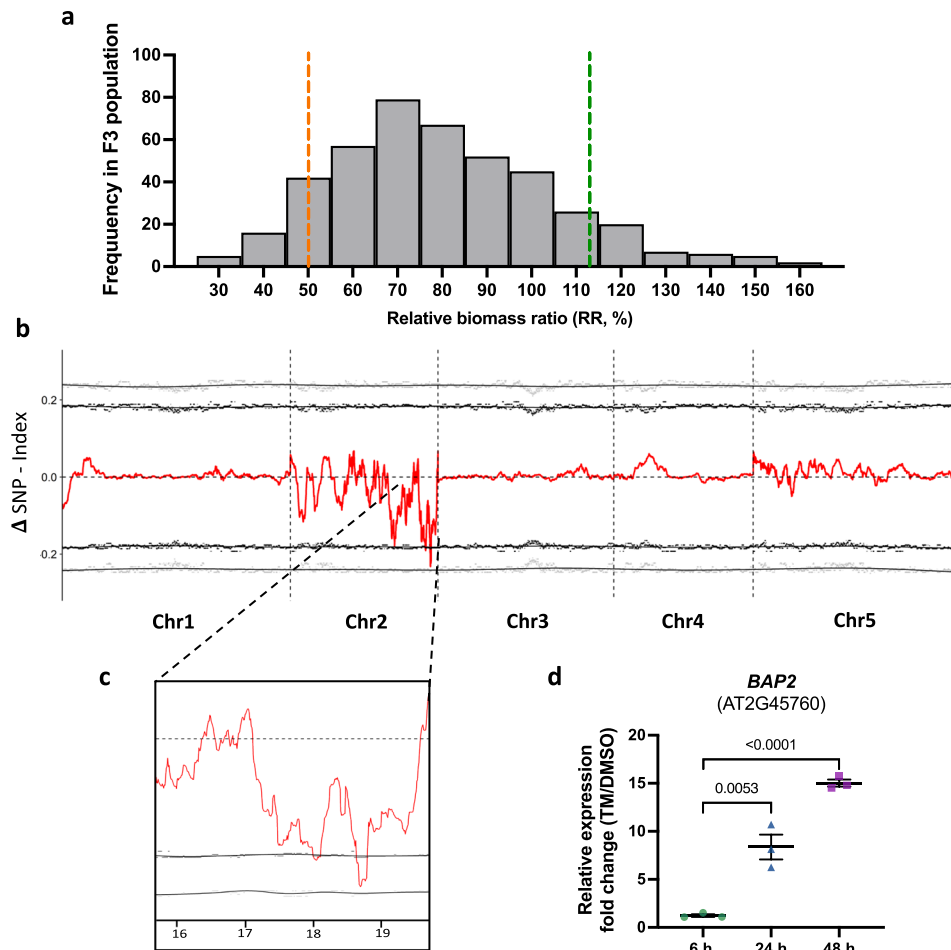 a
Frequuency in F3 population
100
80
60
40
20
0
30 40 50 60 70 80 90 100 110 120 130 140 150 160
Relative biomass ratio (RR, %)
b
Δ SNP - Index
0.2
0.0
-0.2
Chr1 Chr2 Chr3 Chr4 Chr5
c
16 17 18 19
d
BAP2
(AT2G45760)
Relative expression
fold change (TM/DMSO)
20
15
10
5
0
<0.0001
0.0053
6 h 24 h 48 h